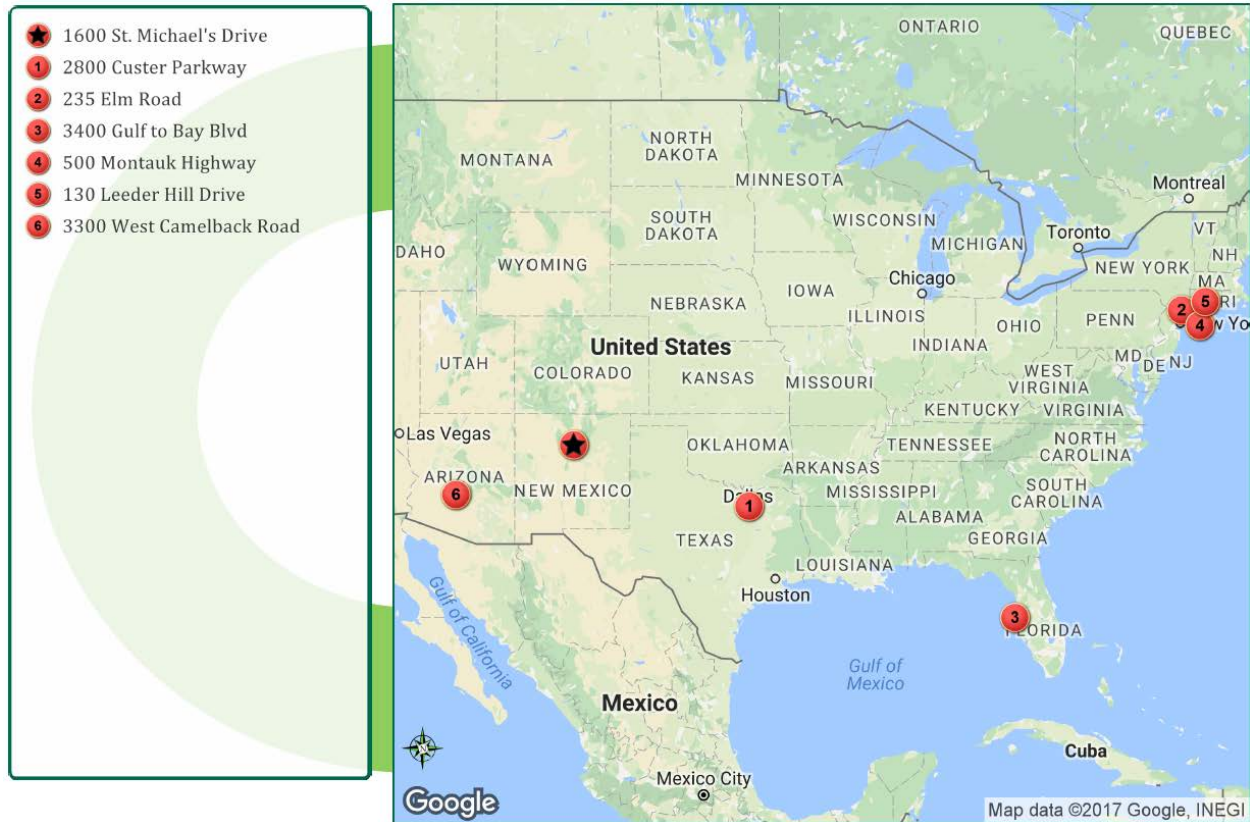 1600 St. Michael's Drive
1 2800 Custer Parkway
2 235 Elm Road
3 3400 Gulf to Bay Blvd
4 500 Montauk Highway
5 130 Leeder Hill Drive
6 3300 West Camelback Road
ONTARIO
QUEBEC
NORTH
DAKOTA
MONTANA
MINNESOTA
Montreal
SOUTH
DAKOTA
WISCONSIN
MICHIGAN
Toronto
VT
NH
DAHO
WYOMING
Chicago
NEW YORK
MA
RI
IOWA
NEBRASKA
ILLINOIS
INDIANA
OHIO
PENN
2
5
4
w Yo
United States
UTAH
COLORADO
KANSAS
MISSOURI
WEST
VIRGINIA
MD
DE
NJ
KENTUCKY
VIRGINIA
Las Vegas
OKLAHOMA
TENNESSEE
NORTH
CAROLINA
ARIZONA
6
NEW MEXICO
ARKANSAS
MISSISSIPPI
SOUTH
CAROLINA
Dallas
1
ALABAMA
TEXAS
GEORGIA
LOUISIANA
Houston
3
FLORIDA
Gulf of California
Gulf of
Mexico
Mexico
N
Cuba
Mexico City
Google
Map data ©2017 Google, INEGI